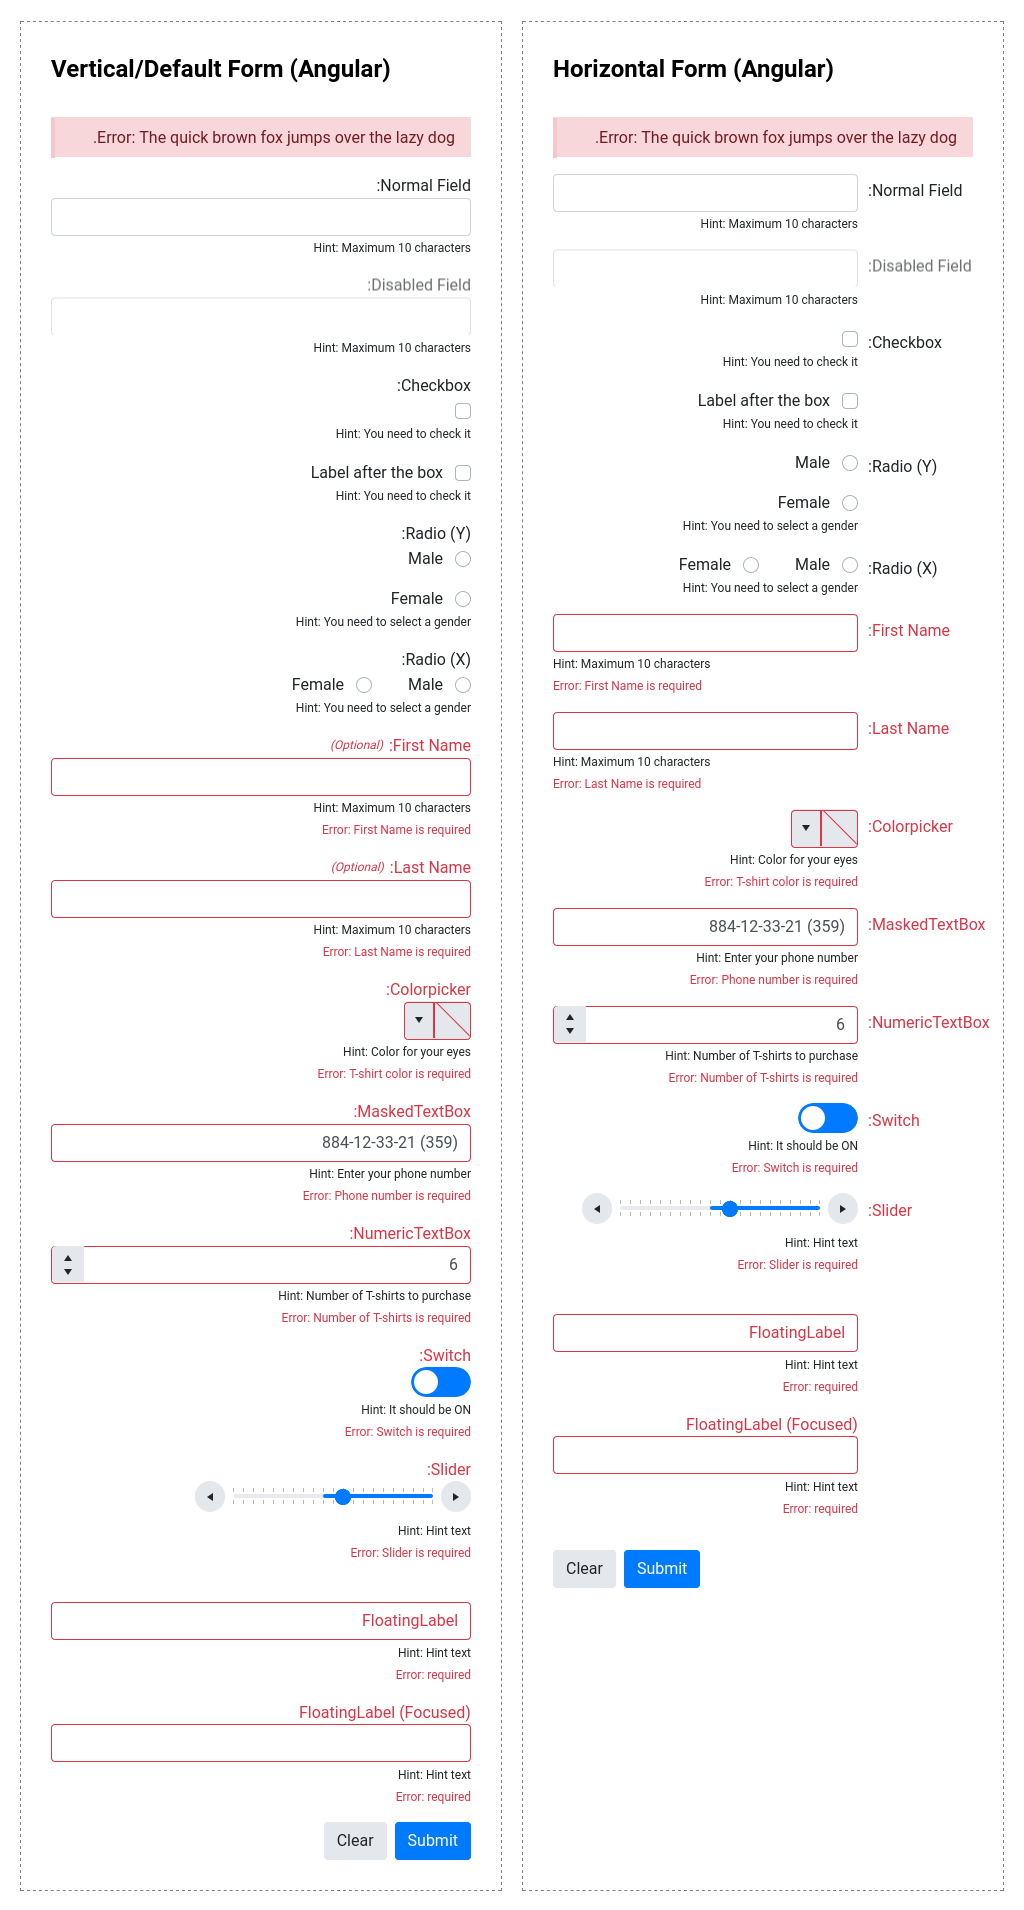 Vertical/Default Form (Angular)
.Error: The quick brown fox jumps over the lazy dog
:Normal Field
Hint: Maximum 10 characters
:Disabled Field
Hint: Maximum 10 characters
:Checkbox
Hint: You need to check it
Label after the box
Hint: You need to check it
:Radio (Y)
Male
Female
Hint: You need to select a gender
:Radio (X)
Female Male
Hint: You need to select a gender
(Optional) :First Name
Hint: Maximum 10 characters
Error: First Name is required
(Optional) :Last Name
Hint: Maximum 10 characters
Error: Last Name is required
:Colorpicker
Hint: Color for your eyes
Error: T-shirt color is required
:MaskedTextBox
884-12-33-21 (359)
Hint: Enter your phone number
Error: Phone number is required
:NumericTextBox
6
Hint: Number of T-shirts to purchase
Error: Number of T-shirts is required
:Switch
Hint: It should be ON
Error: Switch is required
:Slider
Hint: Hint text
Error: Slider is required
FloatingLabel
Hint: Hint text
Error: required
FloatingLabel (Focused)
Hint: Hint text
Error: required
Clear Submit
Horizontal Form (Angular)
.Error: The quick brown fox jumps over the lazy dog
:Normal Field
Hint: Maximum 10 characters
:Disabled Field
Hint: Maximum 10 characters
:Checkbox
Hint: You need to check it
Label after the box
Hint: You need to check it
Male :Radio (Y)
Female
Hint: You need to select a gender
Female Male :Radio (X)
Hint: You need to select a gender
:First Name
Hint: Maximum 10 characters
Error: First Name is required
:Last Name
Hint: Maximum 10 characters
Error: Last Name is required
:Colorpicker
Hint: Color for your eyes
Error: T-shirt color is required
884-12-33-21 (359) :MaskedTextBox
Hint: Enter your phone number
Error: Phone number is required
6 :NumericTextBox
Hint: Number of T-shirts to purchase
Error: Number of T-shirts is required
:Switch
Hint: It should be ON
Error: Switch is required
:Slider
Hint: Hint text
Error: Slider is required
FloatingLabel
Hint: Hint text
Error: required
FloatingLabel (Focused)
Hint: Hint text
Error: required
Clear Submit